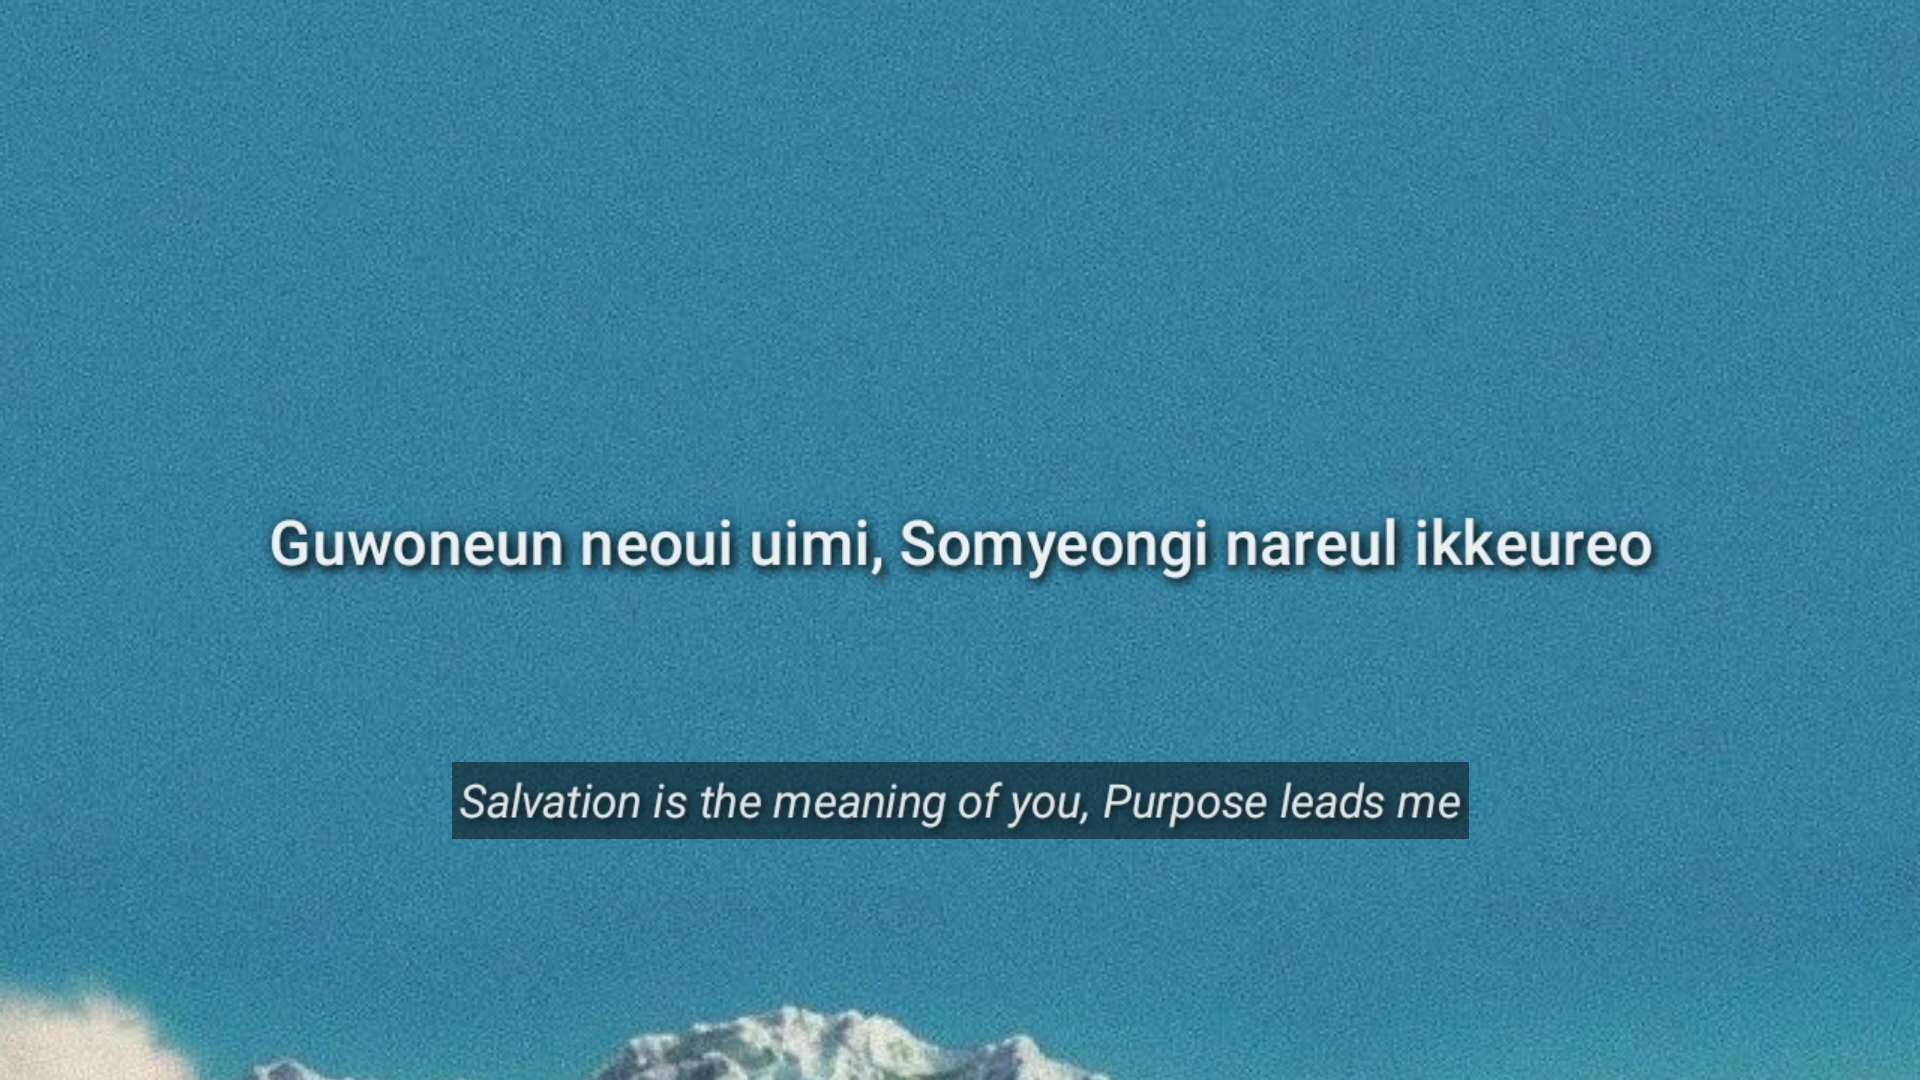 Guwoneun neoui uimi, Somyeongi nareul ikkeureo
Salvation is the meaning of you, Purpose leads me